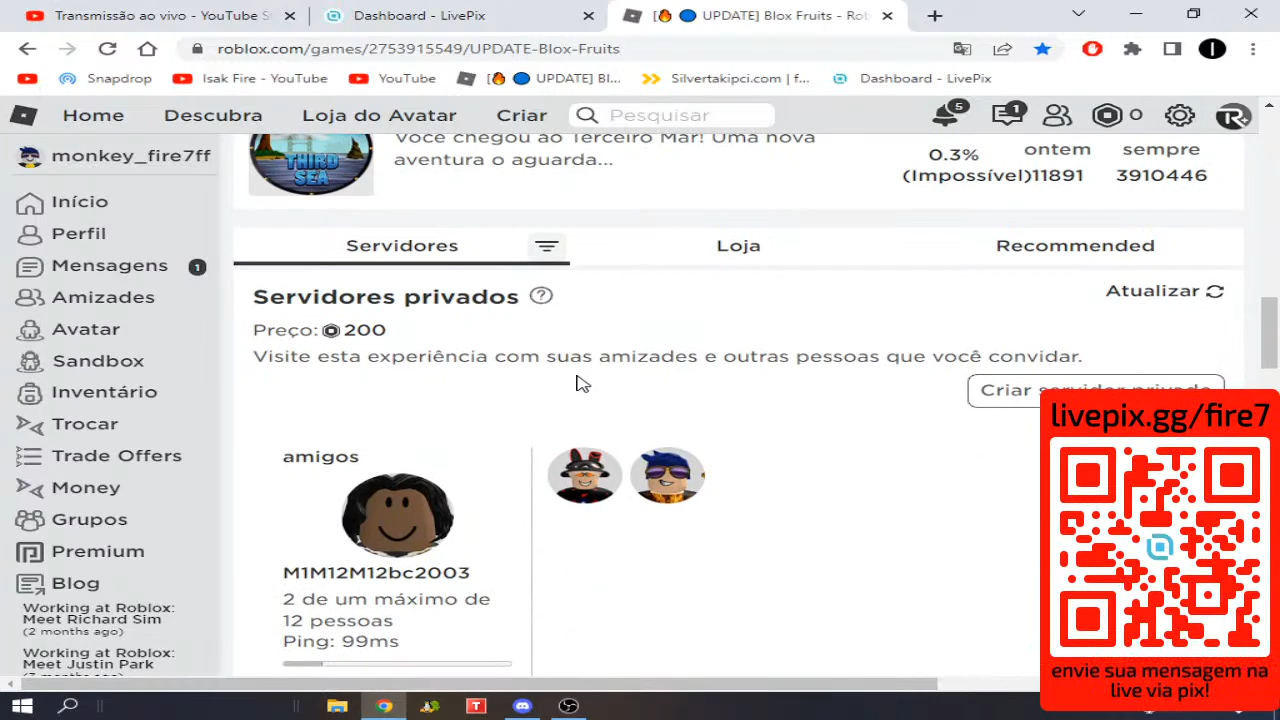 Transmissão ao vivo - YouTube St
Dashboard - LivePix
[🔥 🔵 UPDATE] Blox Fruits - Rob
roblox.com/games/2753915549/UPDATE-Blox-Fruits
Snapdrop
Isak Fire - YouTube
YouTube
[🔥 🔵 UPDATE] Bl...
Silvertakipci.com | f...
Dashboard - LivePix
Home
Descubra
Loja do Avatar
Criar
Pesquisar
5
1
0
monkey_fire7ff
Início
Perfil
Mensagens 1
Amizades
Avatar
Sandbox
Inventário
Trocar
Trade Offers
Money
Grupos
Premium
Blog
Working at Roblox:
Meet Richard Sim
(2 months ago)
Working at Roblox:
Meet Justin Park
THIRD
SEA
Você chegou ao Terceiro Mar! Uma nova
aventura o aguarda...
0.3%
(Impossível)
ontem
11891
sempre
3910446
Servidores
Loja
Recommended
Servidores privados
Atualizar
Preço: 200
Visite esta experiência com suas amizades e outras pessoas que você convidar.
Criar servidor privado
amigos
M1M12M12bc2003
2 de um máximo de
12 pessoas
Ping: 99ms
livepix.gg/fire7
envie sua mensagem na
live via pix!